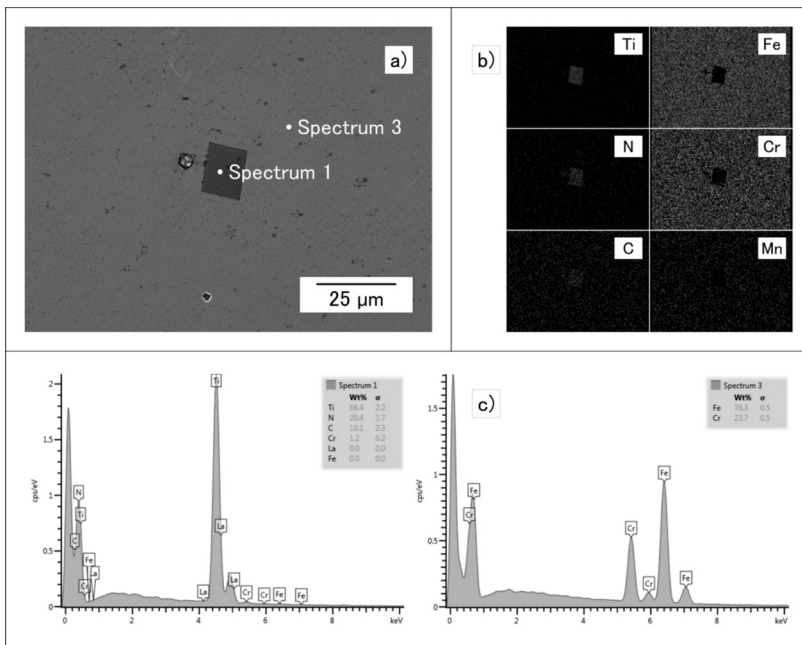 a)
Spectrum 3
Spectrum 1
25 µm
b)
Ti
Fe
N
Cr
C
Mn
2
1.5
1
0.5
0
cps/eV
0
2
4
6
8
keV
Ti
N
Ti
C
Fe
La
Cr
La
La
La
Cr
Cr
Fe
Fe
Spectrum 1
Wt% σ
Ti 68.4 2.2
N 20.4 1.7
C 10.1 2.3
Cr 1.2 0.2
La 0.0 0.0
Fe 0.0 0.0
c)
1.5
1
0.5
0
cps/eV
0
2
4
6
8
keV
Fe
Cr
Cr
Cr
Fe
Fe
Spectrum 3
Wt% σ
Fe 76.3 0.5
Cr 23.7 0.5